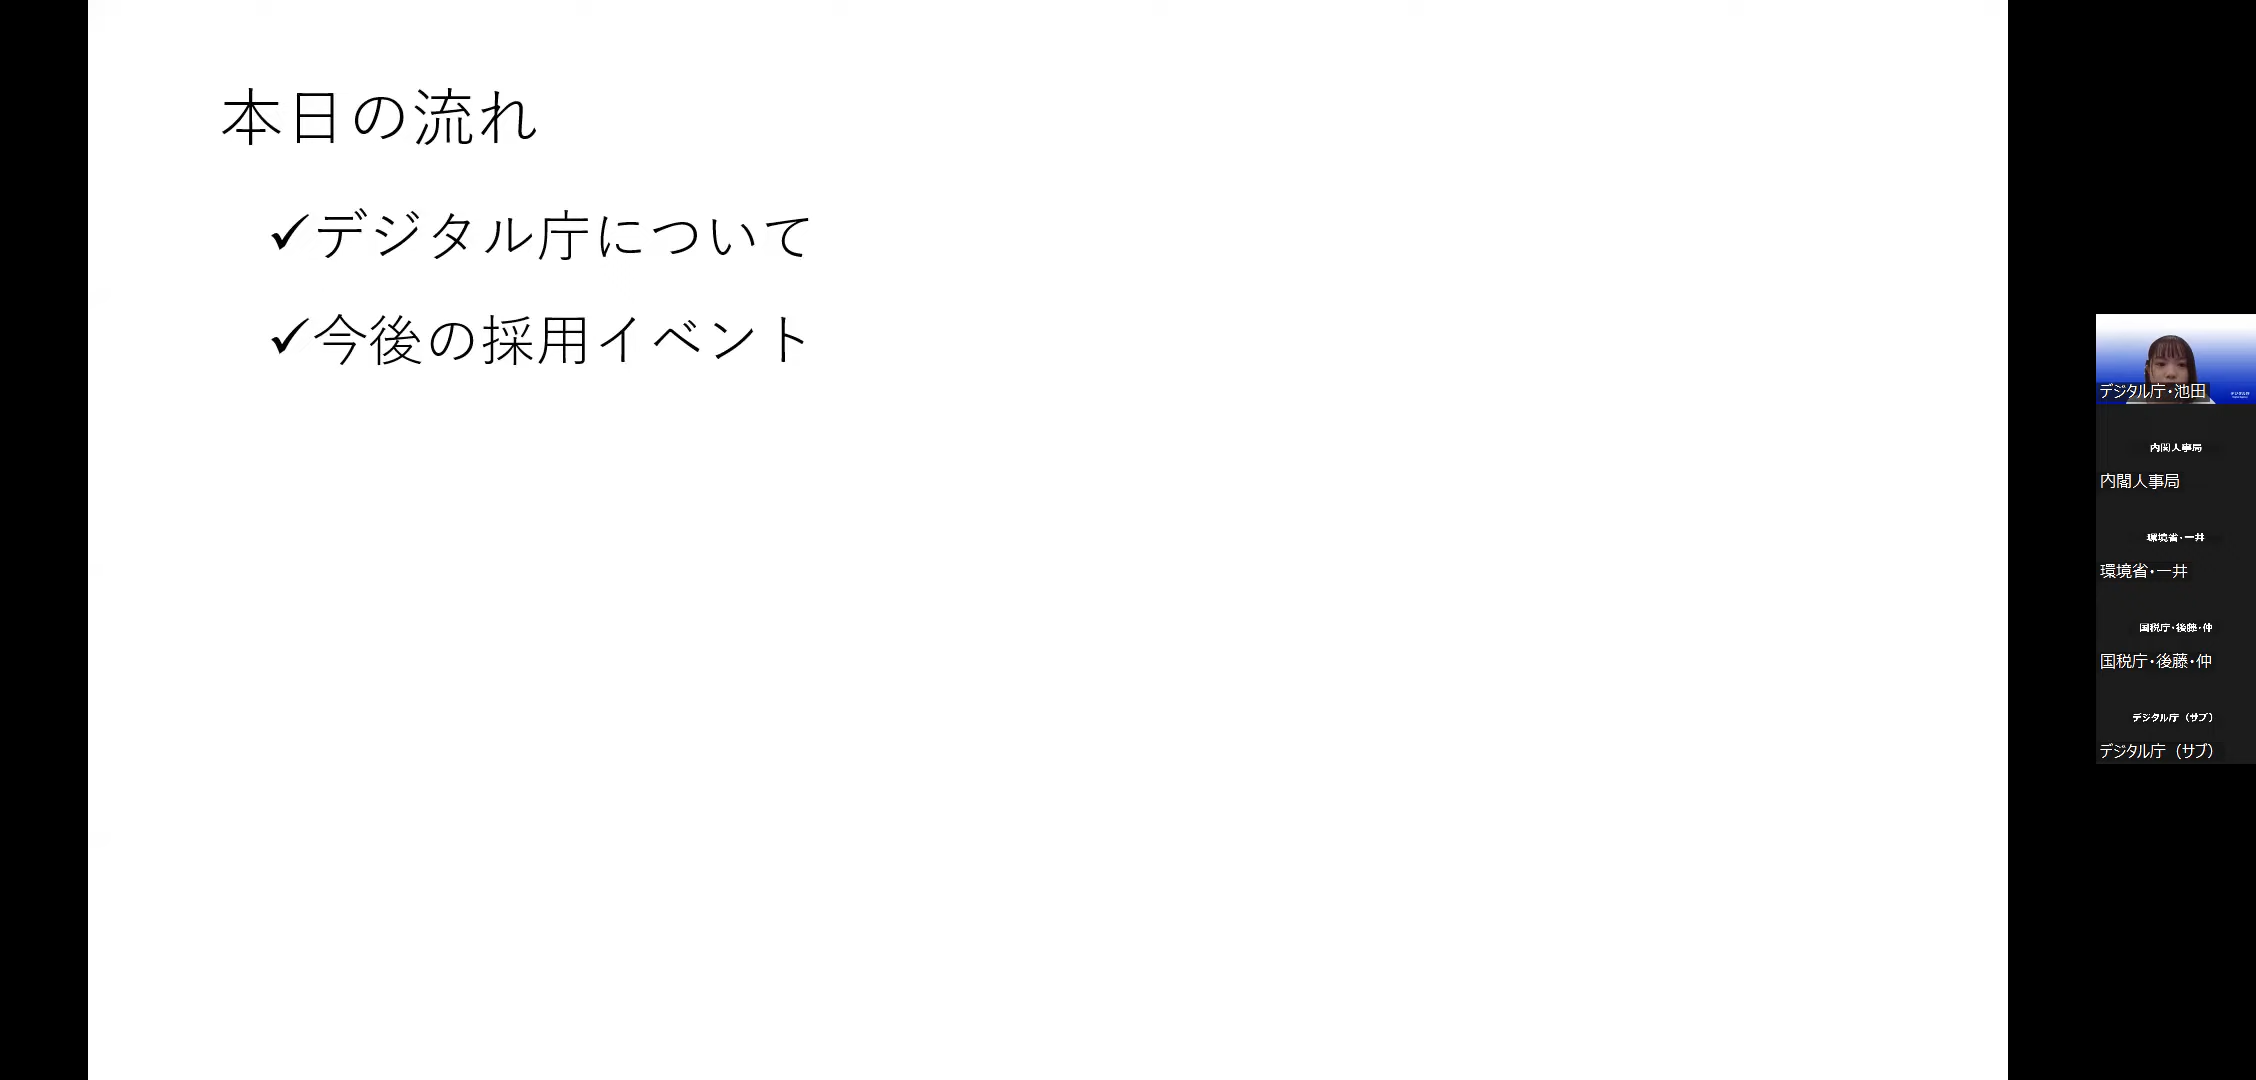 本日の流れ
✓デジタル庁について
✓今後の採用イベント
デジタル庁・池田
内閣人事局
内閣人事局
環境省・一井
環境省・一井
国税庁・後藤・仲
国税庁・後藤・仲
デジタル庁（サブ）
デジタル庁（サブ）